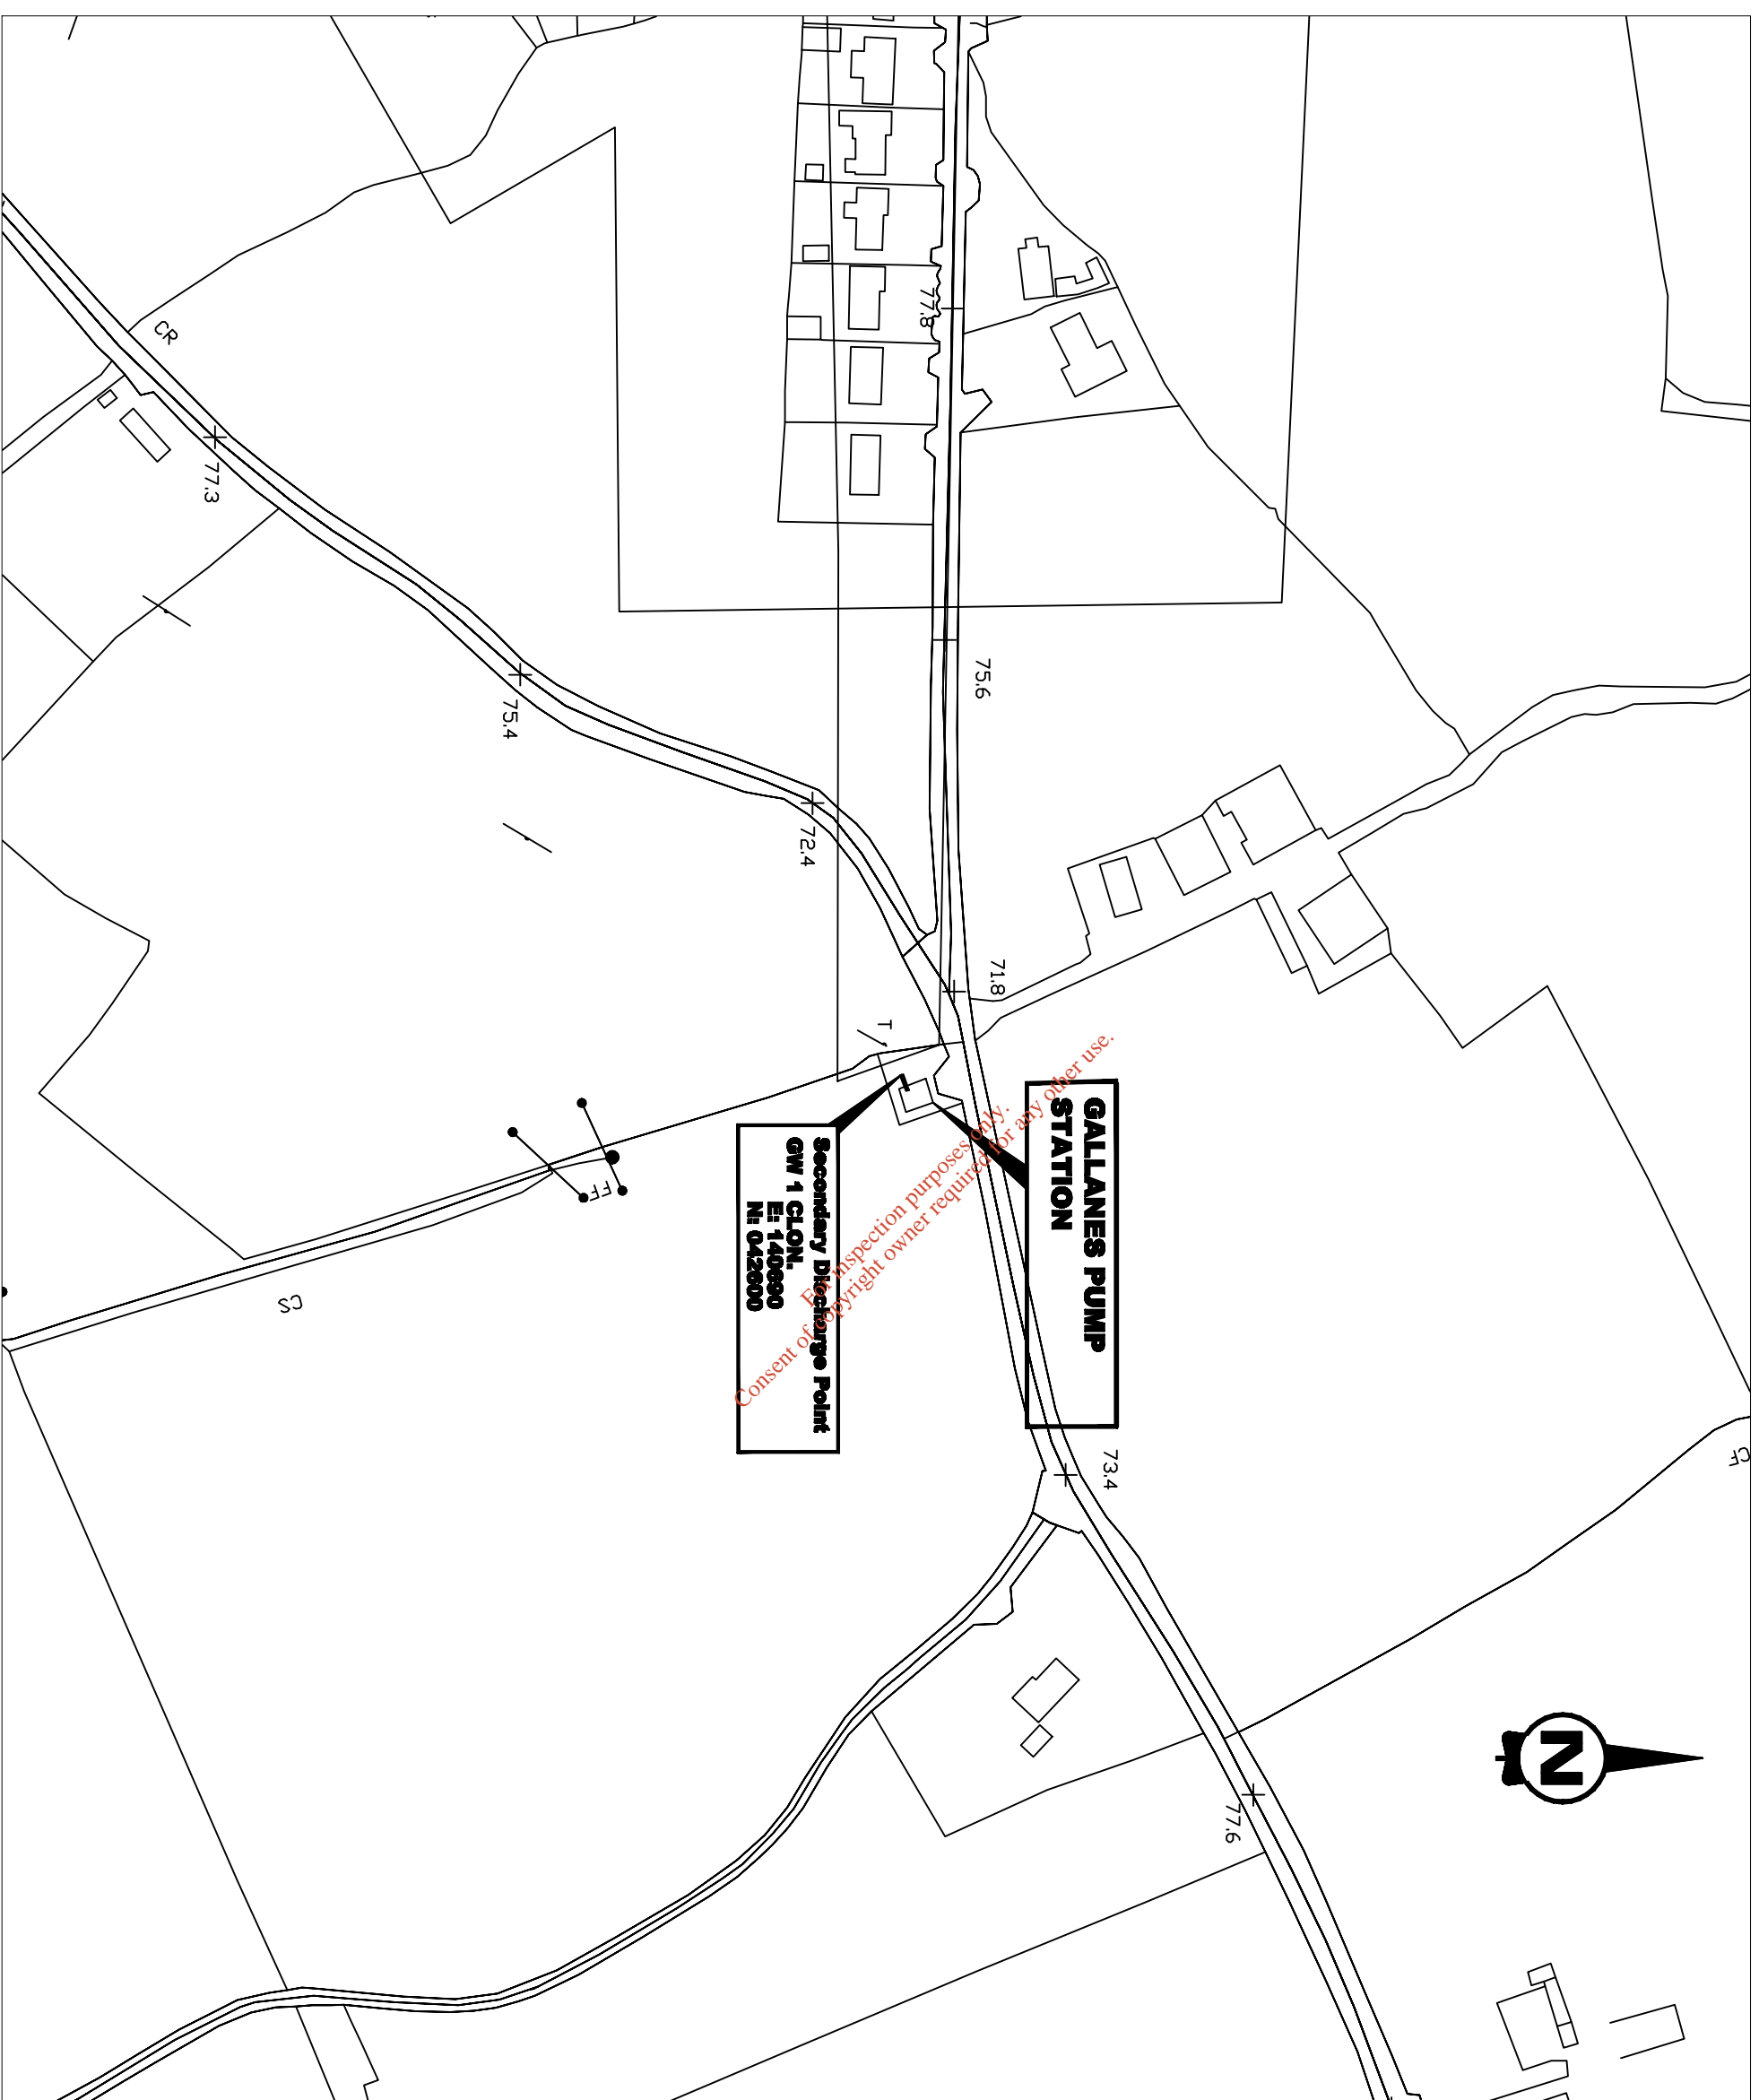 GALLANES PUMP
STATION
Secondary Discharge Point
GW 1 CLON.
E: 140690
N: 042600
For inspection purposes only.
Consent of copyright owner required for any other use.
N
CR
77.3
75.4
72.4
77.8
75.6
71.8
T
FF
CS
73.4
77.6
CF